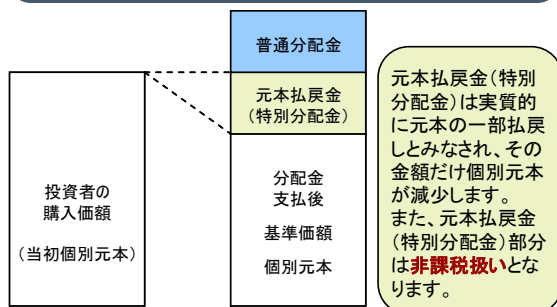 普通分配金
元本払戻金
(特別分配金)
投資者の
購入価額
(当初個別元本)
分配金
支払後
基準価額
個別元本
元本払戻金(特別
分配金)は実質的
に元本の一部払戻
しとみなされ、その
金額だけ個別元本
が減少します。
また、元本払戻金
(特別分配金)部分
は非課税扱いとな
ります。